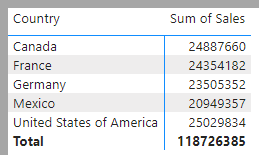 Country Sum of Sales
Canada 24887660
France 24354182
Germany 23505352
Mexico 20949357
United States of America 25029834
Total 118726385